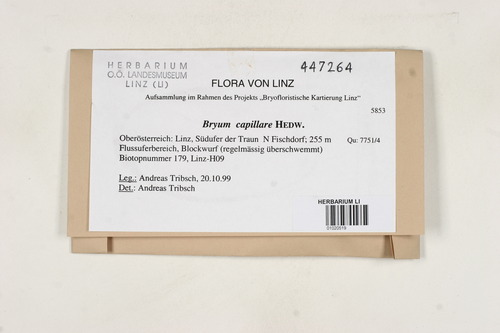 HERBARIUM
O.Ö. LANDESMUSEUM
LINZ (U)
447264
FLORA VON LINZ
Aufsammlung im Rahmen des Projekts „Bryofloristische Kartierung Linz“
5853
Bryum capillare HEDW.
Oberösterreich: Linz, Südufer der Traun N Fischdorf; 255 m Qu: 7751/4
Flussuferbereich, Blockwurf (regelmässig überschwemmt)
Biotopnummer 179, Linz-H09
Leg.: Andreas Tribsch, 20.10.99
Det.: Andreas Tribsch
HERBARIUM LI
01020519